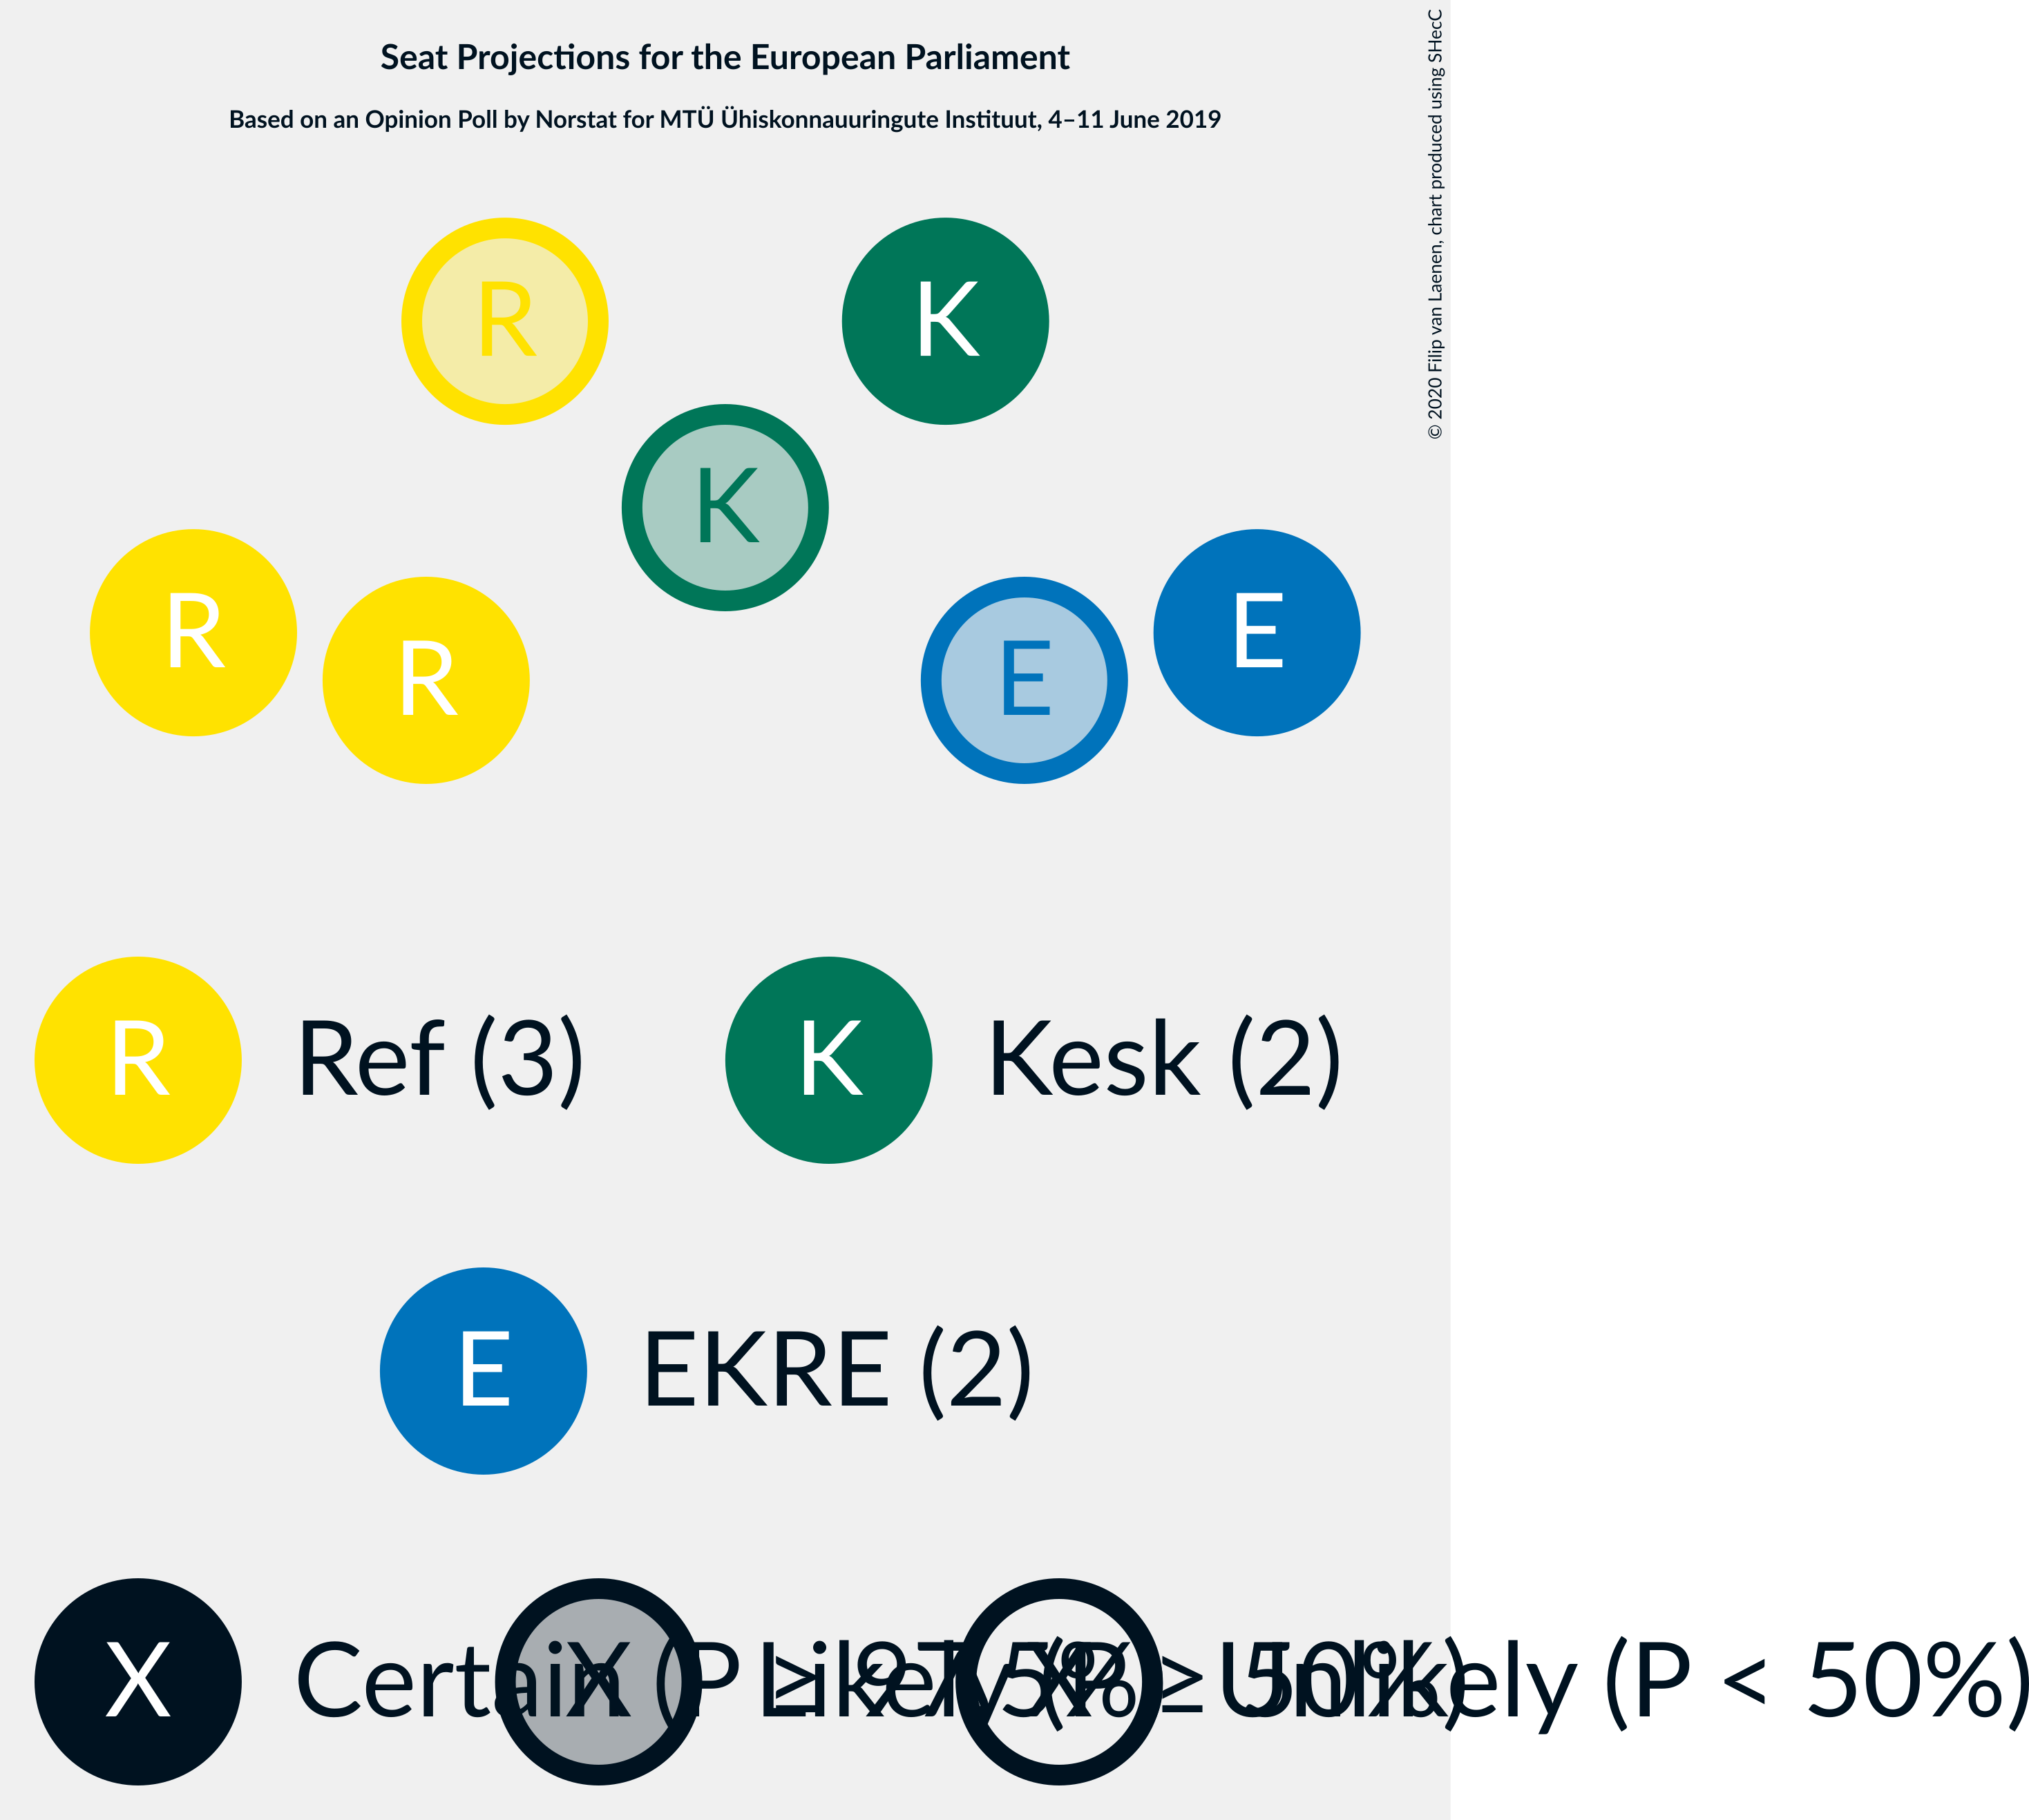 Seat Projections for the European Parliament
Based on an Opinion Poll by Norstat for MTÜ Ühiskonnauuringute Instituut, 4–11 June 2019
© 2020 Filip van Laenen, chart produced using SHecC
R
K
K
R
R
E
E
R Ref (3) K Kesk (2)
E EKRE (2)
X Certain (P ≥ 97.5%) X Likely (P ≥ 50%) X Unlikely (P < 50%)